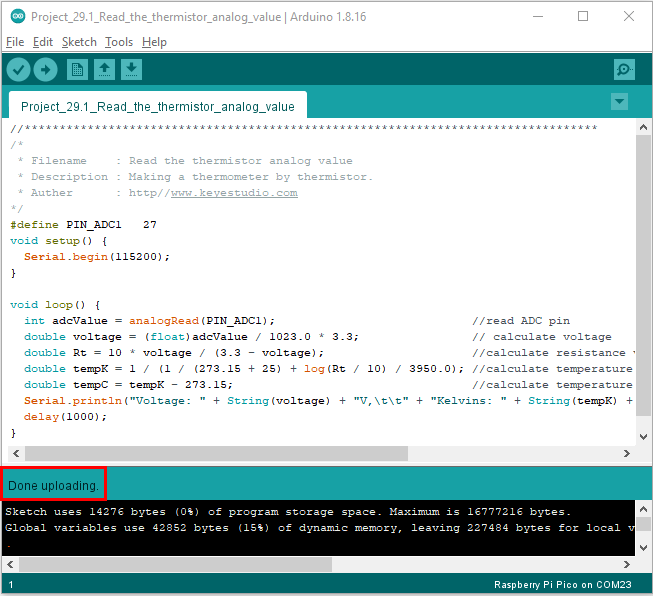 Project_29.1_Read_the_thermistor_analog_value | Arduino 1.8.16
File Edit Sketch Tools Help
Project_29.1_Read_the_thermistor_analog_value
//**********************************************************************************
/*
 * Filename    : Read the thermistor analog value
 * Description : Making a thermometer by thermistor.
 * Auther      : http//www.keyestudio.com
*/
#define PIN_ADC1   27
void setup() {
  Serial.begin(115200);
}

void loop() {
  int adcValue = analogRead(PIN_ADC1);                            //read ADC pin
  double voltage = (float)adcValue / 1023.0 * 3.3;                // calculate voltage
  double Rt = 10 * voltage / (3.3 - voltage);                     //calculate resistance v
  double tempK = 1 / (1 / (273.15 + 25) + log(Rt / 10) / 3950.0); //calculate temperature
  double tempC = tempK - 273.15;                                  //calculate temperature
  Serial.println("Voltage: " + String(voltage) + "V,\t\t" + "Kelvins: " + String(tempK) +
  delay(1000);
}
Done uploading.
Sketch uses 14276 bytes (0%) of program storage space. Maximum is 16777216 bytes.
Global variables use 42852 bytes (15%) of dynamic memory, leaving 227484 bytes for local v
.
1 Raspberry Pi Pico on COM23